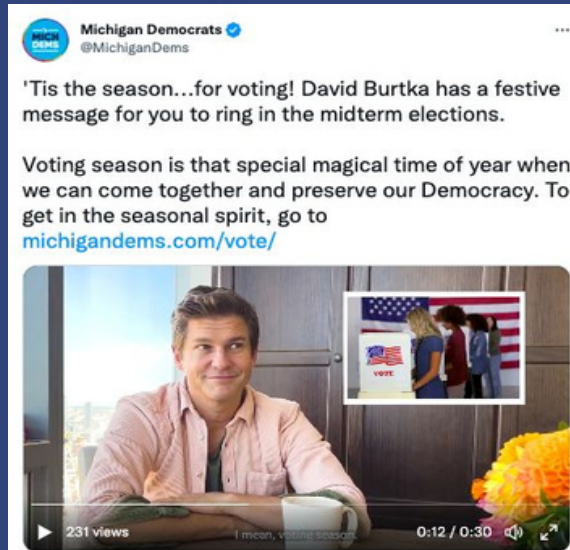 MICH
DEMS
Michigan Democrats
@MichiganDems
'Tis the season...for voting! David Burtka has a festive
message for you to ring in the midterm elections.
Voting season is that special magical time of year when
we can come together and preserve our Democracy. To
get in the seasonal spirit, go to
michigandems.com/vote/
VOTE
231 views
I mean, voting season.
0:12 / 0:30